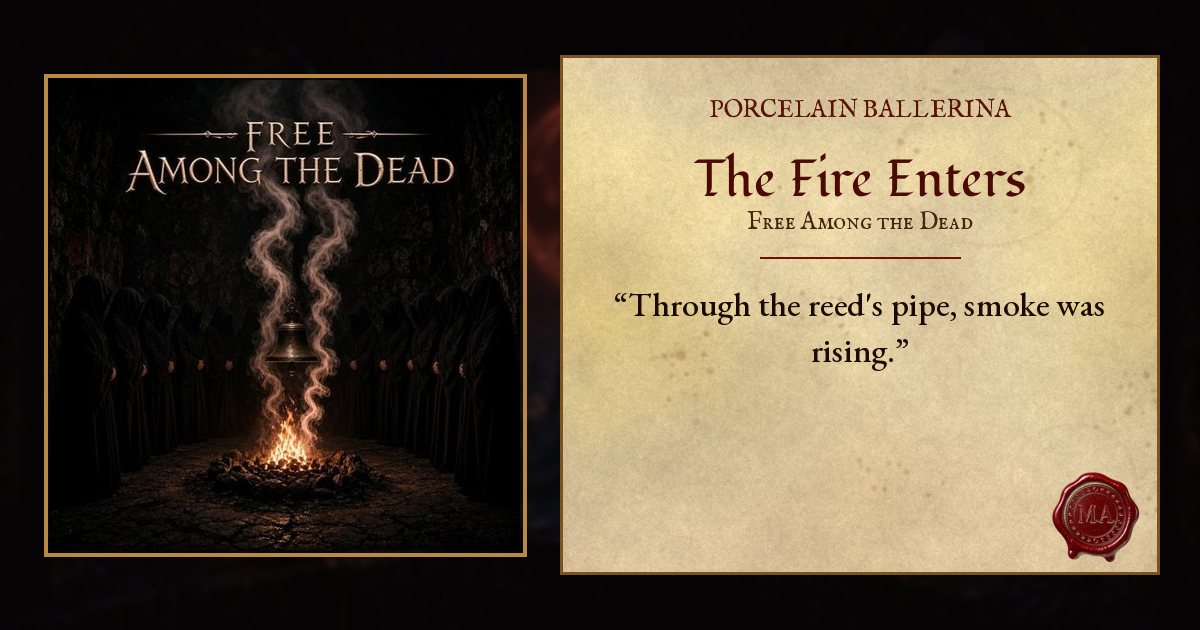 FREE
AMONG THE DEAD
PORCELAIN BALLERINA
The Fire Enters
Free Among the Dead
“Through the reed's pipe, smoke was
rising.”
MA